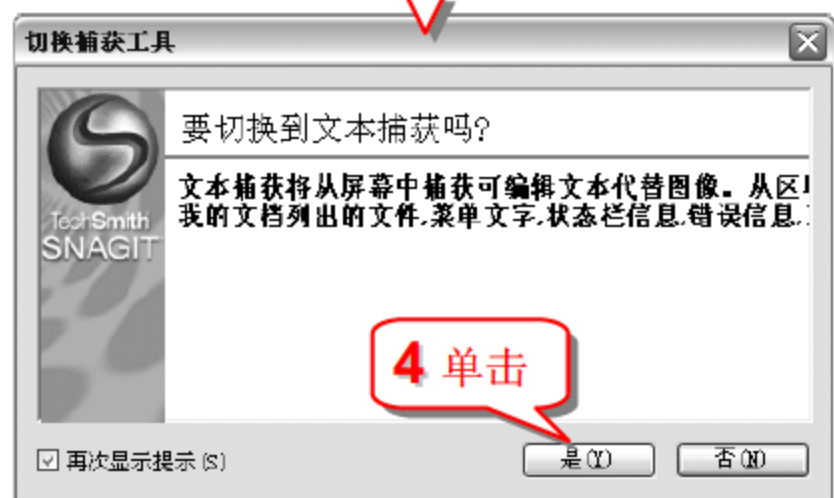 切换捕获工具
要切换到文本捕获吗?
文本捕获将从屏幕中捕获可编辑文本代替图像。从区
我的文档列出的文件,菜单文字,状态栏信息,错误信息,
TechSmith
SNAGIT
4 单击
再次显示提示(S)
是(Y)
否(N)